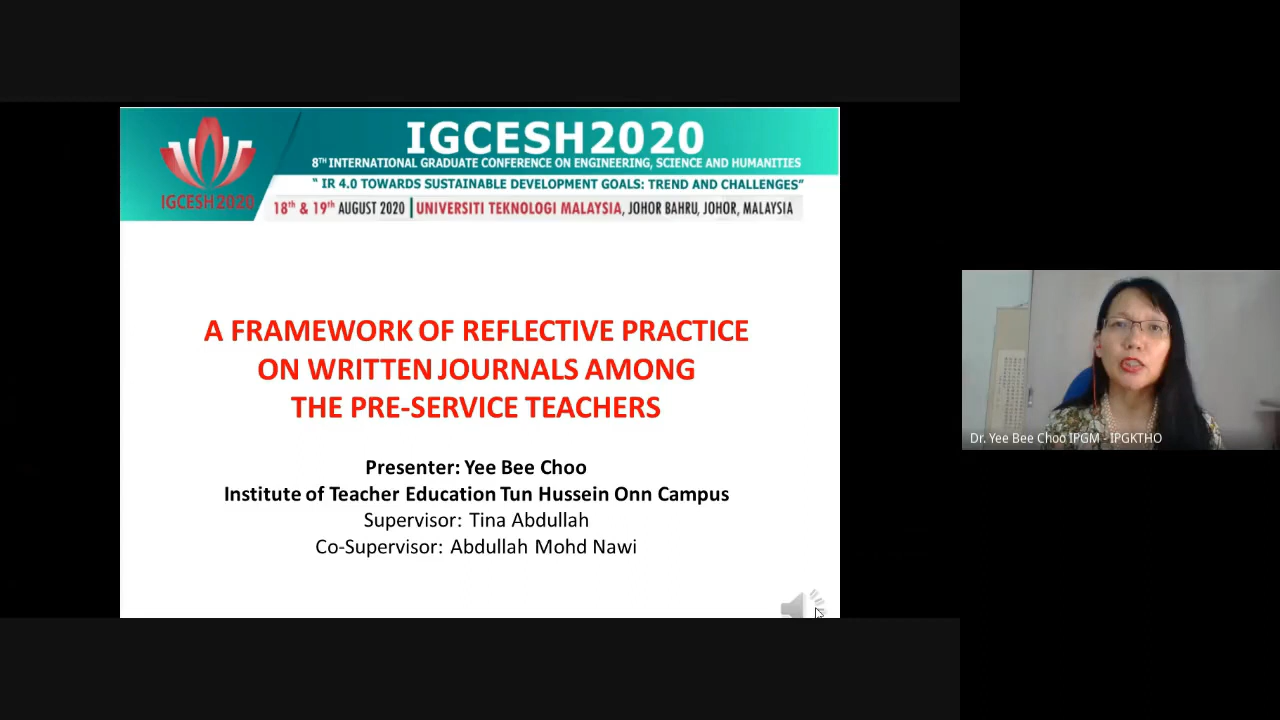 IGCESH2020
IGCESH2020
8TH INTERNATIONAL GRADUATE CONFERENCE ON ENGINEERING, SCIENCE AND HUMANITIES
" IR 4.0 TOWARDS SUSTAINABLE DEVELOPMENT GOALS: TREND AND CHALLENGES"
18th & 19th AUGUST 2020 | UNIVERSITI TEKNOLOGI MALAYSIA, JOHOR BAHRU, JOHOR, MALAYSIA
A FRAMEWORK OF REFLECTIVE PRACTICE
ON WRITTEN JOURNALS AMONG
THE PRE-SERVICE TEACHERS
Presenter: Yee Bee Choo
Institute of Teacher Education Tun Hussein Onn Campus
Supervisor: Tina Abdullah
Co-Supervisor: Abdullah Mohd Nawi
Dr. Yee Bee Choo IPGM - IPGKTHO